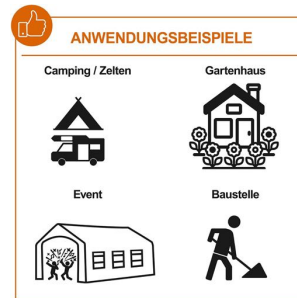 ANWENDUNGSBEISPIELE
Camping / Zelten
Gartenhaus
Event
Baustelle